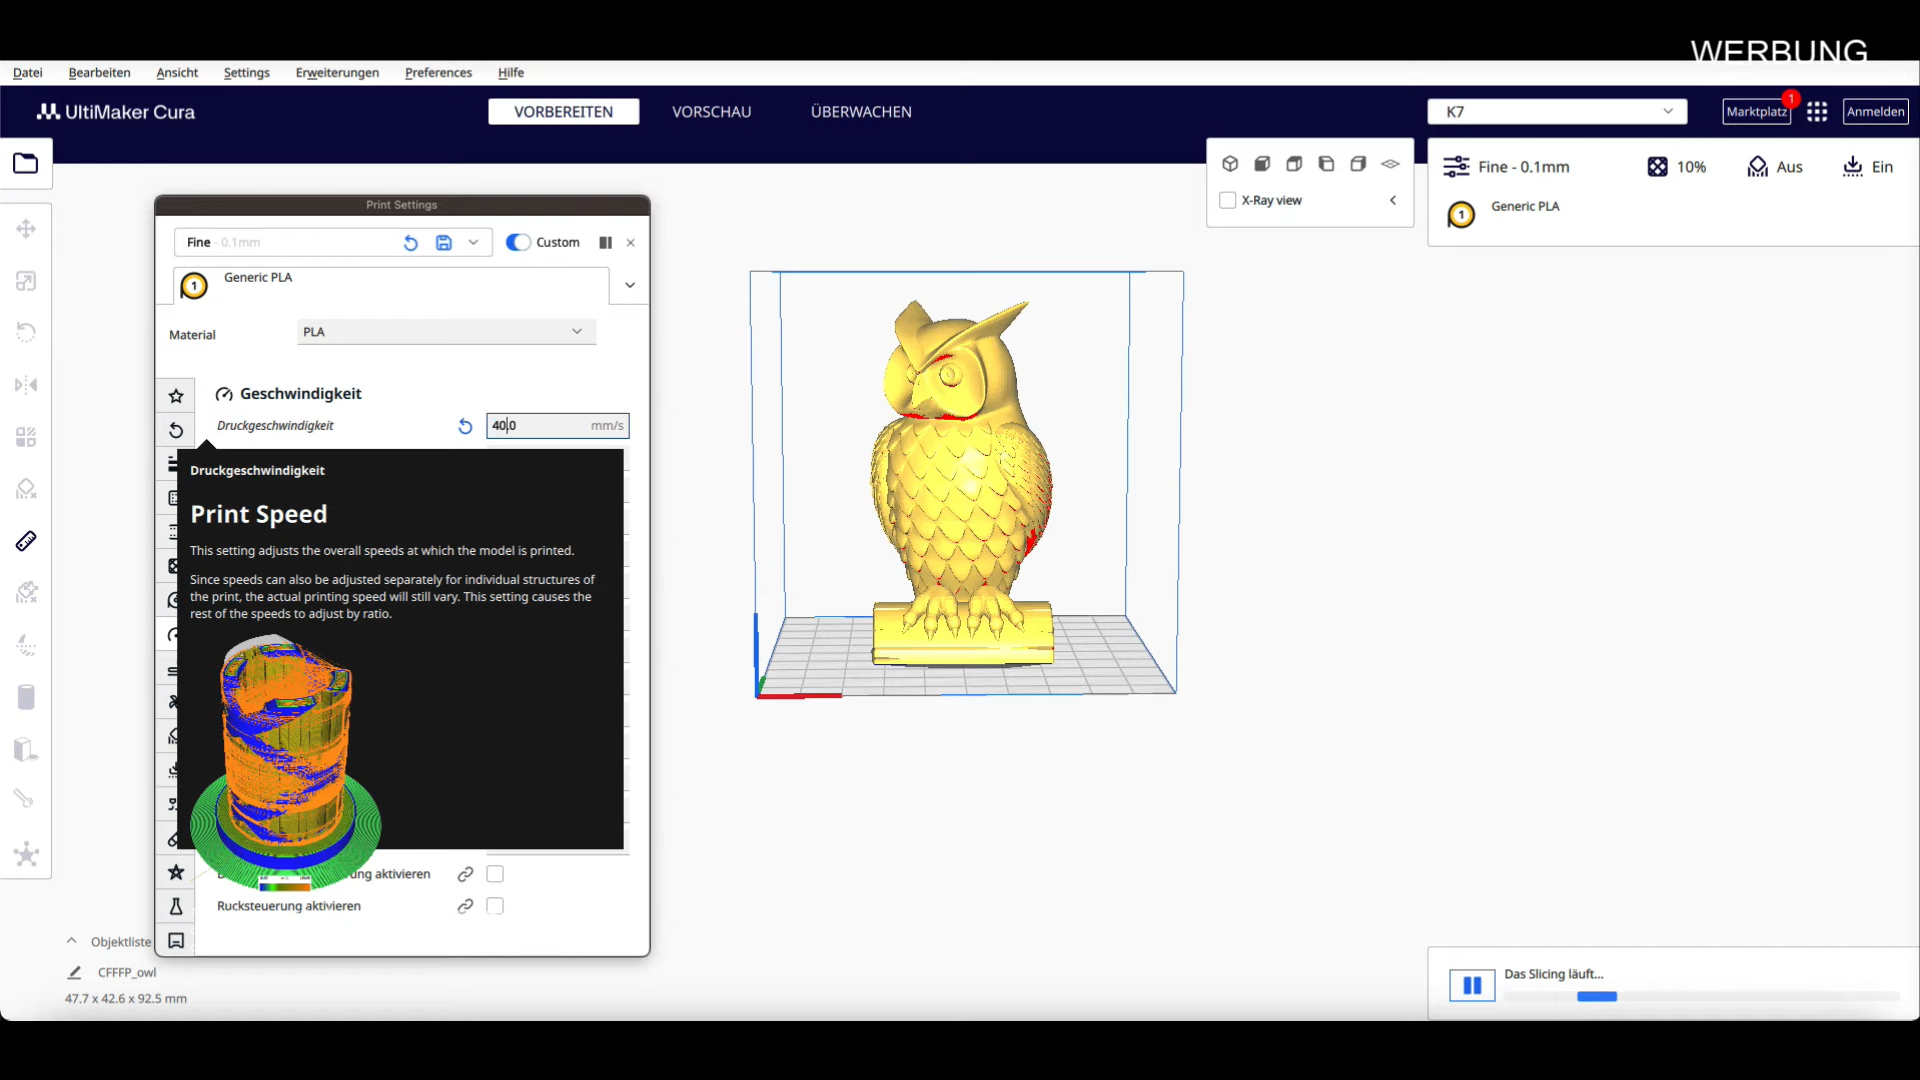 WERBUNG
Datei Bearbeiten Ansicht Settings Erweiterungen Preferences Hilfe
UltiMaker Cura VORBEREITEN VORSCHAU ÜBERWACHEN K7 Marktplatz 1 Anmelden
Fine - 0.1mm 10% Aus Ein
X-Ray view
1 Generic PLA
Print Settings
Fine - 0.1mm Custom
1 Generic PLA
Material PLA
Geschwindigkeit
Druckgeschwindigkeit 40.0 mm/s
Druckgeschwindigkeit
Print Speed
This setting adjusts the overall speeds at which the model is printed.
Since speeds can also be adjusted separately for individual structures of
the print, the actual printing speed will still vary. This setting causes the
rest of the speeds to adjust by ratio.
aktivieren
Rucksteuerung aktivieren
Objektliste
CFFFP_owl
47.7 x 42.6 x 92.5 mm
Das Slicing läuft...